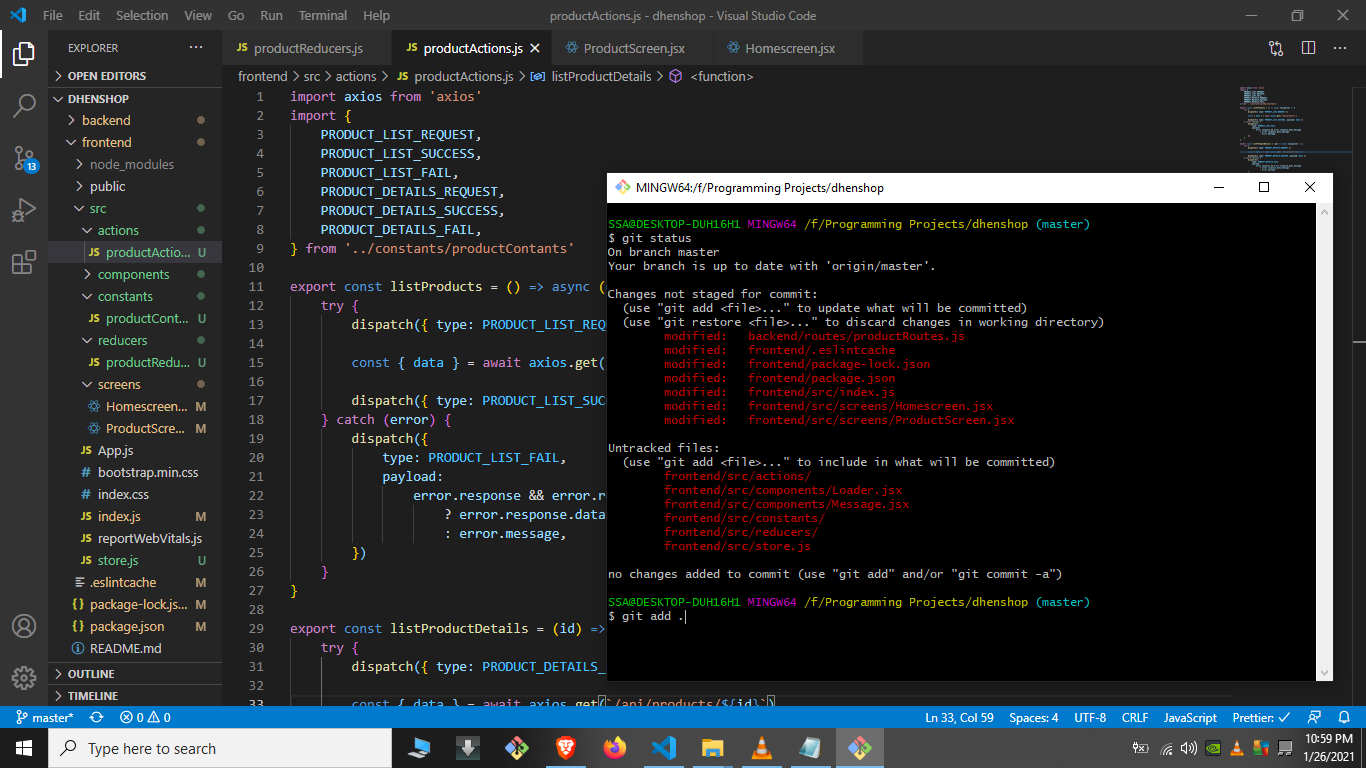 File Edit Selection View Go Run Terminal Help productActions.js - dhenshop - Visual Studio Code
EXPLORER
productReducers.js
productActions.js
ProductScreen.jsx
Homescreen.jsx
OPEN EDITORS
DHENSHOP
backend
frontend
node_modules
public
src
actions
JS productActio... U
components
constants
JS productCont... U
reducers
JS productRedu... U
screens
Homescreen... M
ProductScre... M
JS App.js
# bootstrap.min.css
# index.css
JS index.js M
JS reportWebVitals.js
JS store.js U
.eslintcache M
{} package-lock.js... M
{} package.json M
README.md
OUTLINE
TIMELINE
13
frontend > src > actions > JS productActions.js > listProductDetails > <function>
1 import axios from 'axios'
2 import {
3 PRODUCT_LIST_REQUEST,
4 PRODUCT_LIST_SUCCESS,
5 PRODUCT_LIST_FAIL,
6 PRODUCT_DETAILS_REQUEST,
7 PRODUCT_DETAILS_SUCCESS,
8 PRODUCT_DETAILS_FAIL,
9 } from '../constants/productContants'
10
11 export const listProducts = () => async (
12 try {
13 dispatch({ type: PRODUCT_LIST_REQ
14
15 const { data } = await axios.get(
16
17 dispatch({ type: PRODUCT_LIST_SUC
18 } catch (error) {
19 dispatch({
20 type: PRODUCT_LIST_FAIL,
21 payload:
22 error.response && error.r
23 ? error.response.data
24 : error.message,
25 })
26 }
27 }
28
29 export const listProductDetails = (id) =>
30 try {
31 dispatch({ type: PRODUCT_DETAILS_
32
33 const { data } = await axios.get(`/api/products/${id}`)
MINGW64:/f/Programming Projects/dhenshop
SSA@DESKTOP-DUH16H1 MINGW64 /f/Programming Projects/dhenshop (master)
$ git status
On branch master
Your branch is up to date with 'origin/master'.
Changes not staged for commit:
(use "git add <file>..." to update what will be committed)
(use "git restore <file>..." to discard changes in working directory)
modified: backend/routes/productRoutes.js
modified: frontend/.eslintcache
modified: frontend/package-lock.json
modified: frontend/package.json
modified: frontend/src/index.js
modified: frontend/src/screens/Homescreen.jsx
modified: frontend/src/screens/ProductScreen.jsx
Untracked files:
(use "git add <file>..." to include in what will be committed)
frontend/src/actions/
frontend/src/components/Loader.jsx
frontend/src/components/Message.jsx
frontend/src/constants/
frontend/src/reducers/
frontend/src/store.js
no changes added to commit (use "git add" and/or "git commit -a")
SSA@DESKTOP-DUH16H1 MINGW64 /f/Programming Projects/dhenshop (master)
$ git add .
master* 0 0 Ln 33, Col 59 Spaces: 4 UTF-8 CRLF JavaScript Prettier: ✓
Type here to search
10:59 PM
1/26/2021